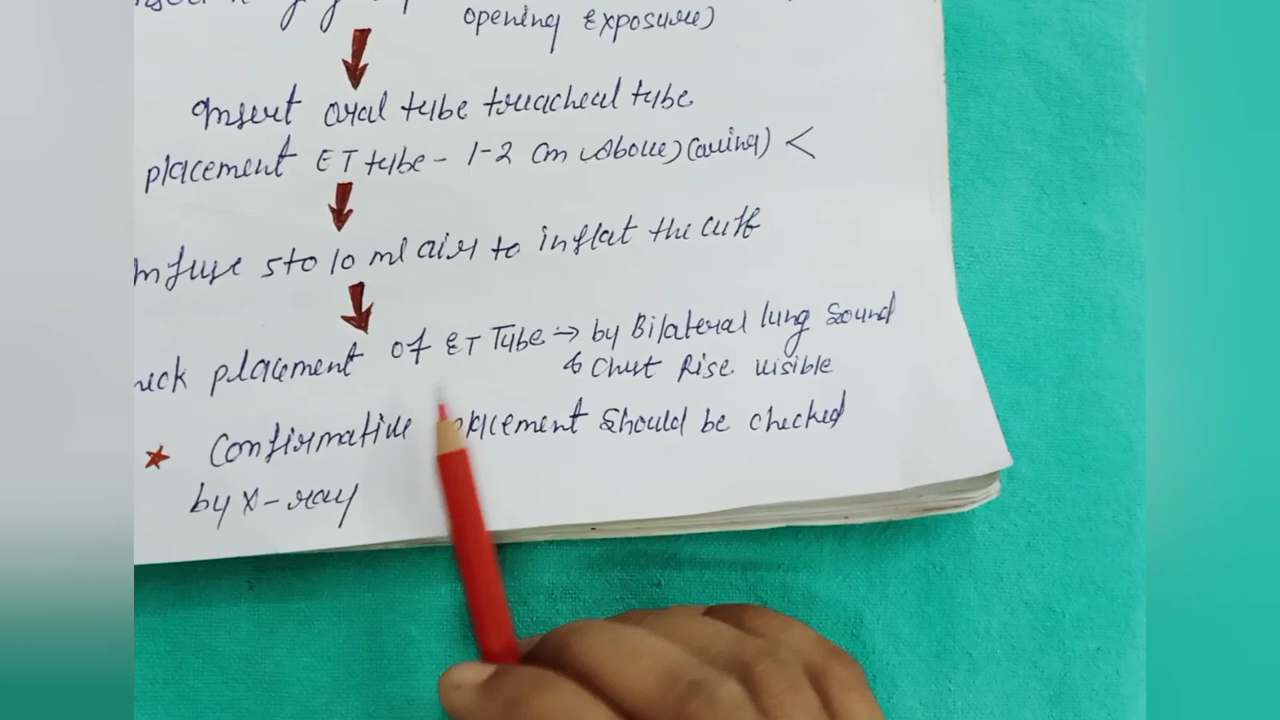 opening Exposure)
Insert oral tube tracheal tube
placement ET tube - 1-2 cm (Above) (carina) <
Infuse 5 to 10 ml air to inflat the cuff
heck placement of ET Tube → by Bilateral lung Sound
& Chest Rise visible
★ Confirmative placement should be checked
by X-ray